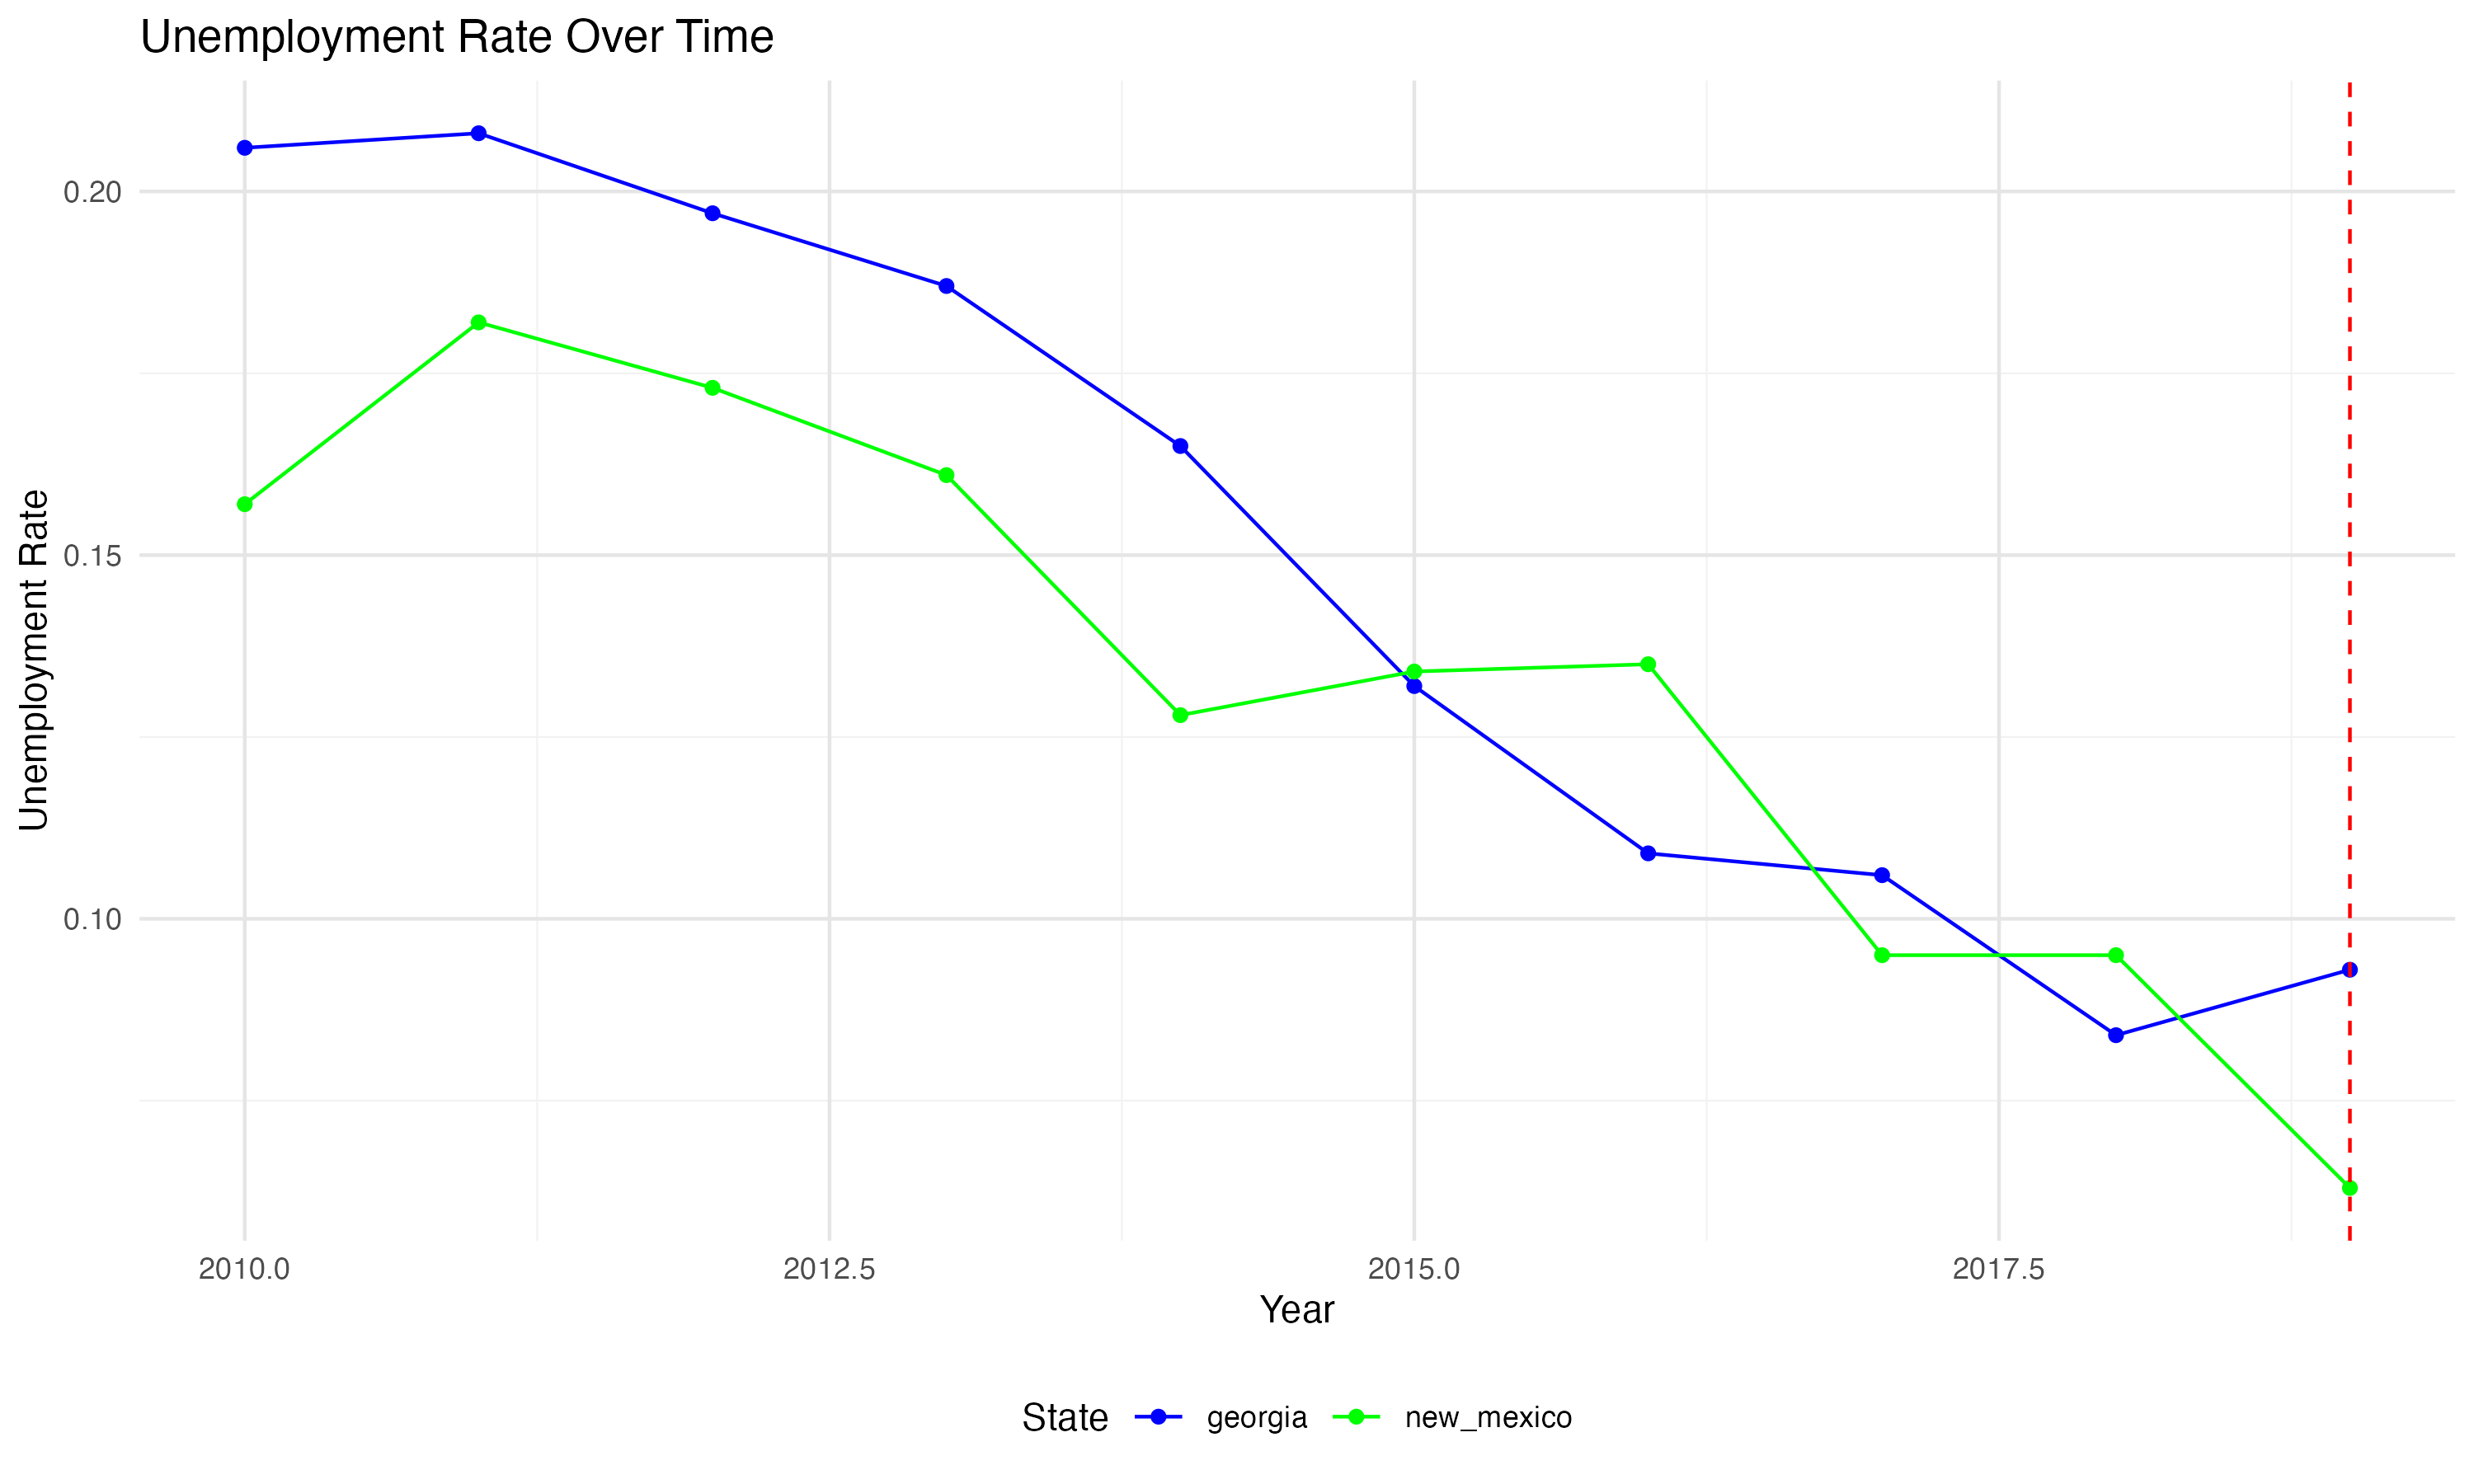 Unemployment Rate Over Time
Unemployment Rate
0.20
0.15
0.10
2010.0 2012.5 2015.0 2017.5
Year
State georgia new_mexico